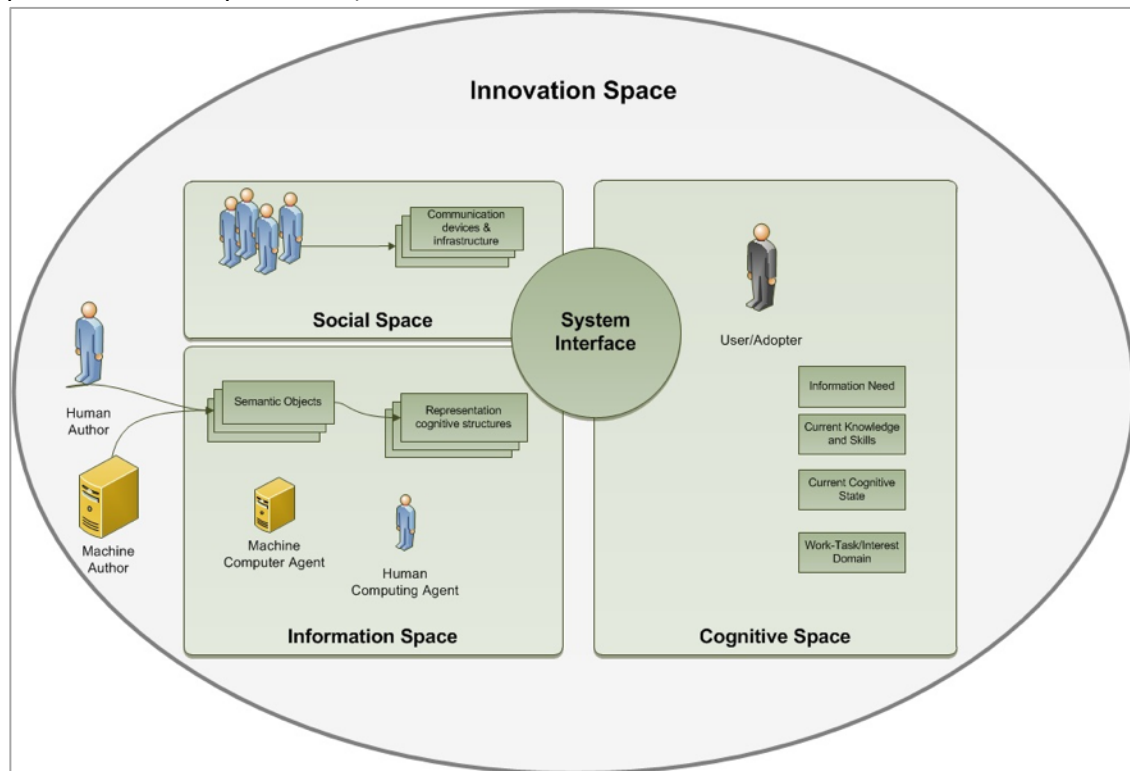 Innovation Space
Communication
devices &
infrastructure
Social Space
System
Interface
User/Adopter
Human
Author
Machine
Author
Semantic Objects
Representation
cognitive structures
Machine
Computer Agent
Human
Computing Agent
Information Space
Information Need
Current Knowledge
and Skills
Current Cognitive
State
Work-Task/Interest
Domain
Cognitive Space